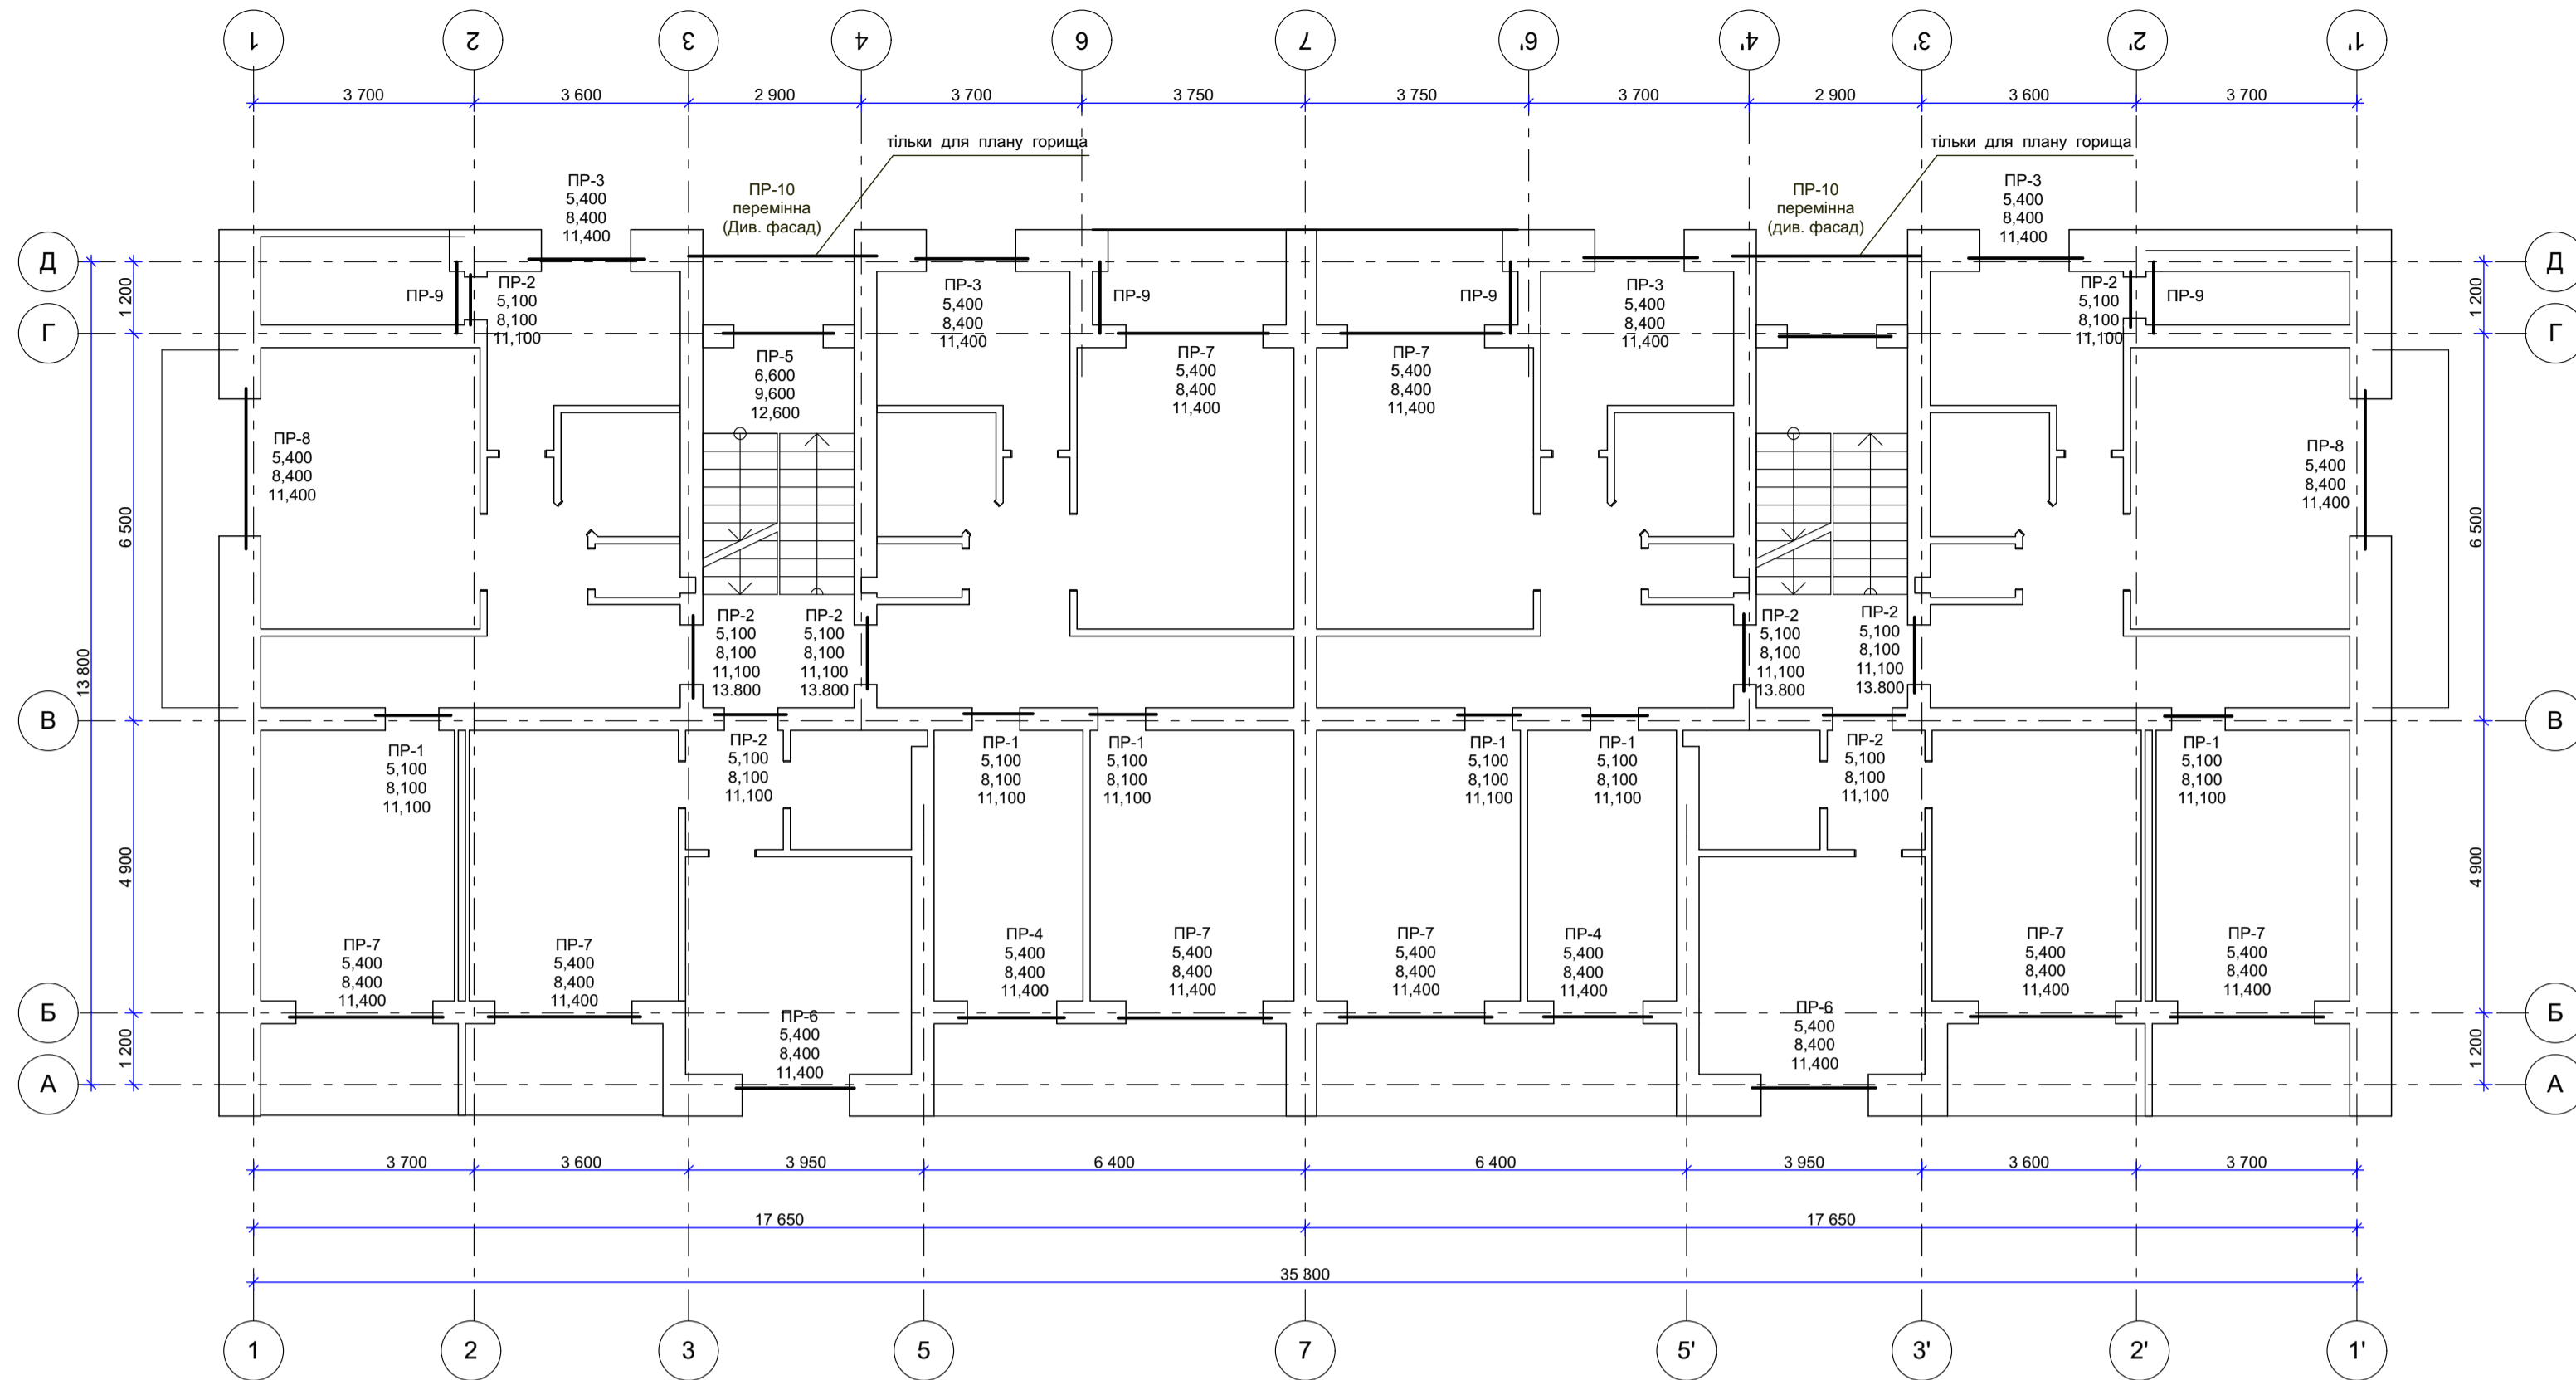 1 2 3 4 6 7 6' 4' 3' 2' 1'
3 700 3 600 2 900 3 700 3 750 3 750 3 700 2 900 3 600 3 700
тільки для плану горища
тільки для плану горища
ПР-3
5,400
8,400
11,400
ПР-10
перемінна
(Див. фасад)
ПР-10
перемінна
(див. фасад)
ПР-3
5,400
8,400
11,400
Д
Д
1 200
1 200
ПР-9
ПР-2
5,100
8,100
11,100
ПР-3
5,400
8,400
11,400
ПР-9
ПР-9
ПР-3
5,400
8,400
11,400
ПР-2
5,100
8,100
11,100
ПР-9
Г
Г
ПР-5
6,600
9,600
12,600
ПР-7
5,400
8,400
11,400
ПР-7
5,400
8,400
11,400
ПР-8
5,400
8,400
11,400
ПР-8
5,400
8,400
11,400
6 500
6 500
13 800
ПР-2
5,100
8,100
11,100
13.800
ПР-2
5,100
8,100
11,100
13.800
ПР-2
5,100
8,100
11,100
13.800
ПР-2
5,100
8,100
11,100
13.800
В
В
ПР-1
5,100
8,100
11,100
ПР-2
5,100
8,100
11,100
ПР-1
5,100
8,100
11,100
ПР-1
5,100
8,100
11,100
ПР-1
5,100
8,100
11,100
ПР-1
5,100
8,100
11,100
ПР-2
5,100
8,100
11,100
ПР-1
5,100
8,100
11,100
4 900
4 900
ПР-7
5,400
8,400
11,400
ПР-7
5,400
8,400
11,400
ПР-4
5,400
8,400
11,400
ПР-7
5,400
8,400
11,400
ПР-7
5,400
8,400
11,400
ПР-4
5,400
8,400
11,400
ПР-7
5,400
8,400
11,400
ПР-7
5,400
8,400
11,400
Б
Б
ПР-6
5,400
8,400
11,400
ПР-6
5,400
8,400
11,400
1 200
1 200
А
А
3 700 3 600 3 950 6 400 6 400 3 950 3 600 3 700
17 650 17 650
35 300
1 2 3 5 7 5' 3' 2' 1'